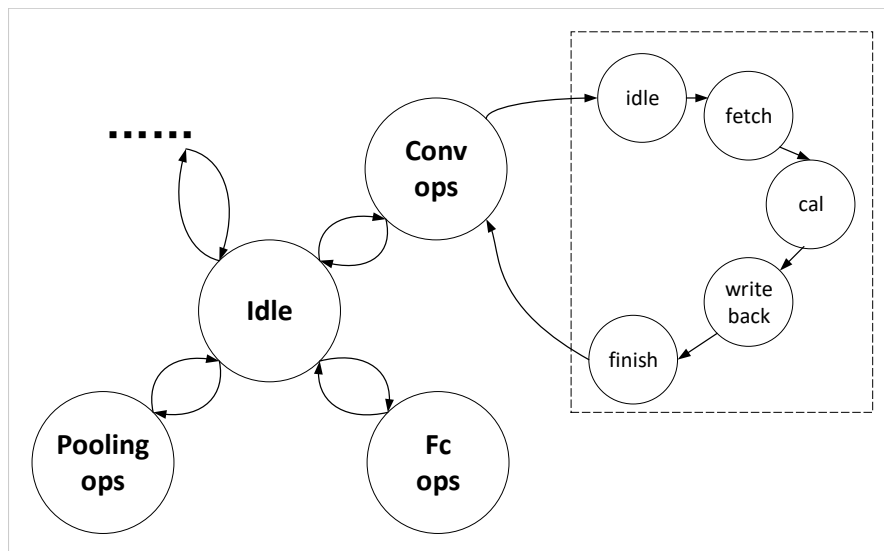 ......
Conv
ops
Idle
Pooling
ops
Fc
ops
idle
fetch
cal
write
back
finish